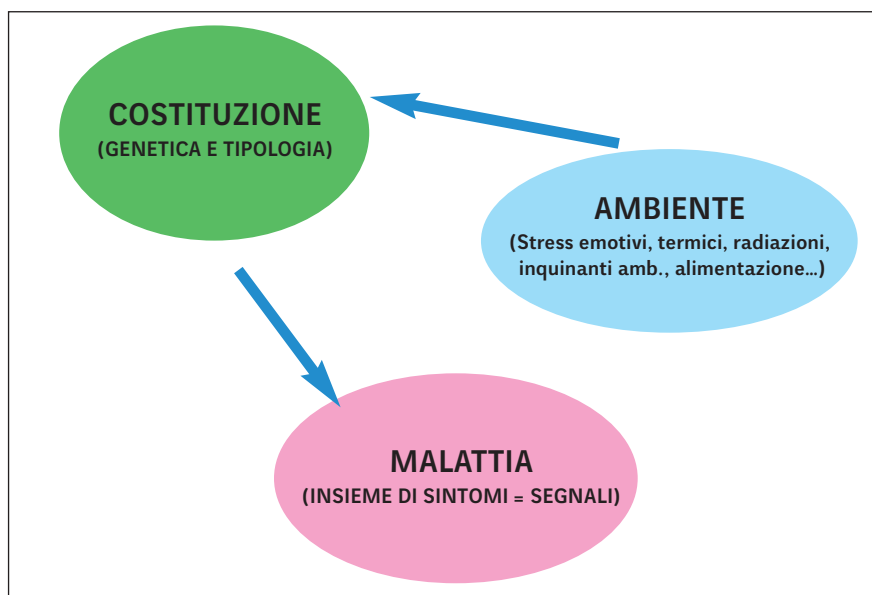 COSTITUZIONE
(GENETICA E TIPOLOGIA)
AMBIENTE
(Stress emotivi, termici, radiazioni,
inquinanti amb., alimentazione...)
MALATTIA
(INSIEME DI SINTOMI = SEGNALI)